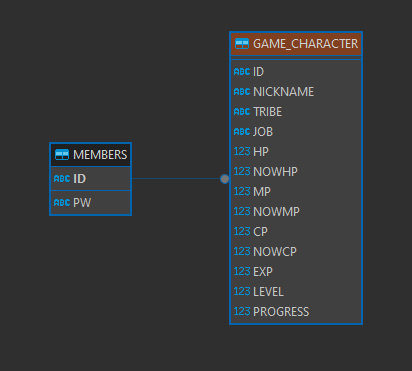 MEMBERS
ABC ID
ABC PW
GAME_CHARACTER
ABC ID
ABC NICKNAME
ABC TRIBE
ABC JOB
123 HP
123 NOWHP
123 MP
123 NOWMP
123 CP
123 NOWCP
123 EXP
123 LEVEL
123 PROGRESS